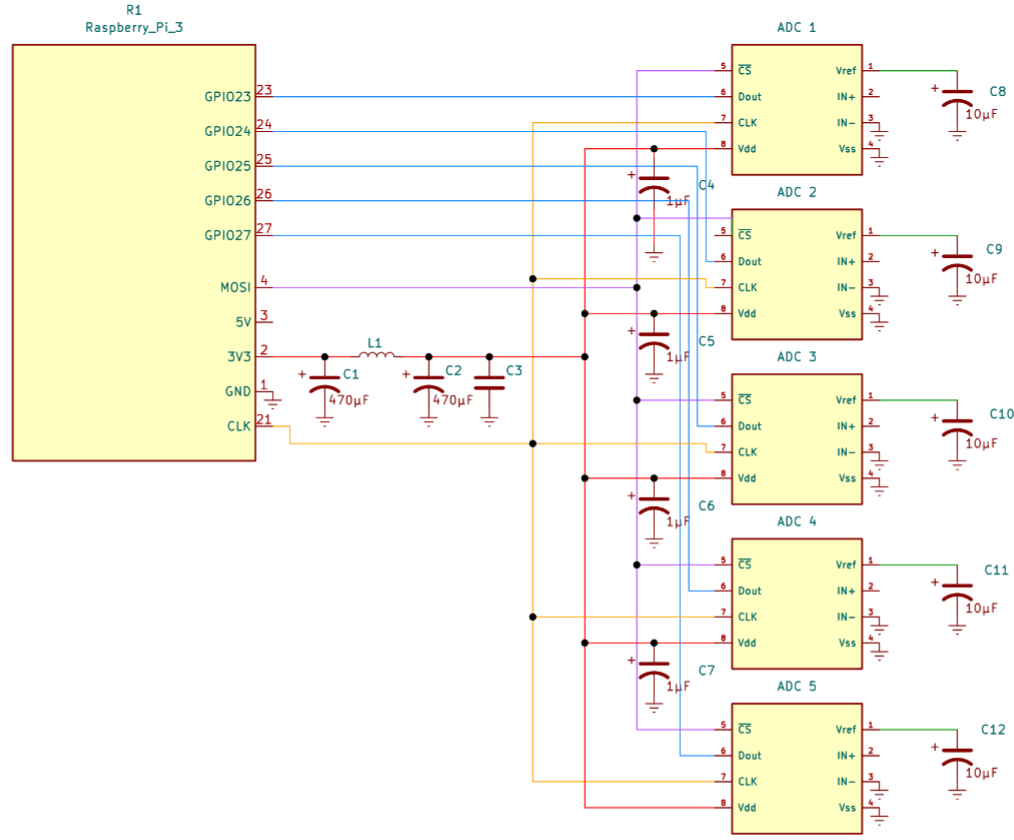 R1
Raspberry_Pi_3
GPIO23 23
GPIO24 24
GPIO25 25
GPIO26 26
GPIO27 27
MOSI 4
5V 3
3V3 2
GND 1
CLK 21
+ C1
470µF
L1
+ C2
470µF
C3
ADC 1
5 CS Vref 1
6 Dout IN+ 2
7 CLK IN- 3
8 Vdd Vss 4
+ C8
10µF
+ C4
1µF
ADC 2
5 CS Vref 1
6 Dout IN+ 2
7 CLK IN- 3
8 Vdd Vss 4
+ C9
10µF
+ C5
1µF
ADC 3
5 CS Vref 1
6 Dout IN+ 2
7 CLK IN- 3
8 Vdd Vss 4
+ C10
10µF
+ C6
1µF
ADC 4
5 CS Vref 1
6 Dout IN+ 2
7 CLK IN- 3
8 Vdd Vss 4
+ C11
10µF
+ C7
1µF
ADC 5
5 CS Vref 1
6 Dout IN+ 2
7 CLK IN- 3
8 Vdd Vss 4
+ C12
10µF